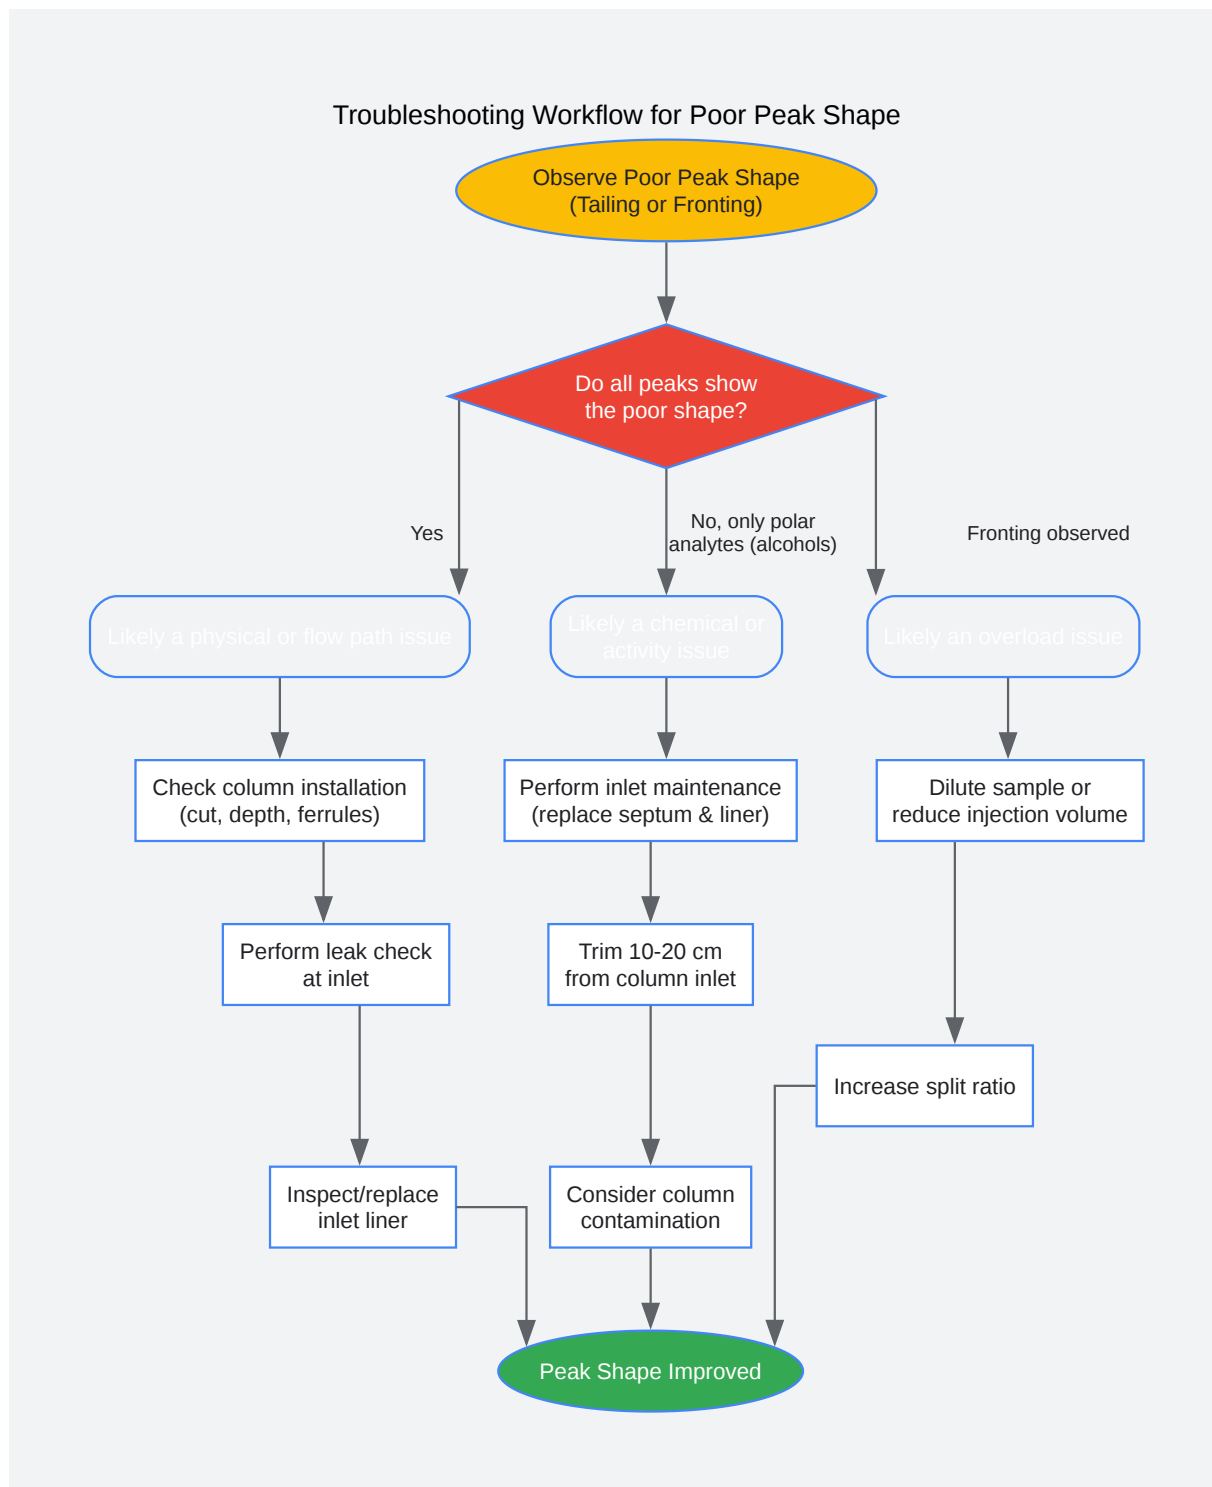 Troubleshooting Workflow for Poor Peak Shape
Observe Poor Peak Shape
(Tailing or Fronting)
Do all peaks show
the poor shape?
Yes
No, only polar
analytes (alcohols)
Fronting observed
Likely a physical or flow path issue
Likely a chemical or
activity issue
Likely an overload issue
Check column installation
(cut, depth, ferrules)
Perform inlet maintenance
(replace septum & liner)
Dilute sample or
reduce injection volume
Perform leak check
at inlet
Trim 10-20 cm
from column inlet
Increase split ratio
Inspect/replace
inlet liner
Consider column
contamination
Peak Shape Improved